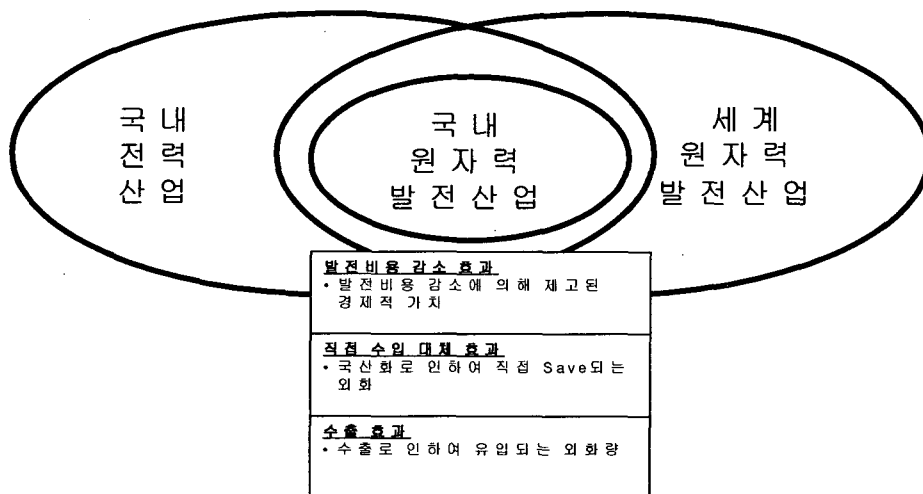 국내
전력
산업
국내
원자력
발전산업
세계
원자력
발전산업
발전비용 감소 효과
• 발전비용 감소에 의해 제고된
경제적 가치
직접 수입 대체 효과
• 국산화로 인하여 직접 Save되는
외화
수출 효과
• 수출로 인하여 유입되는 외화량